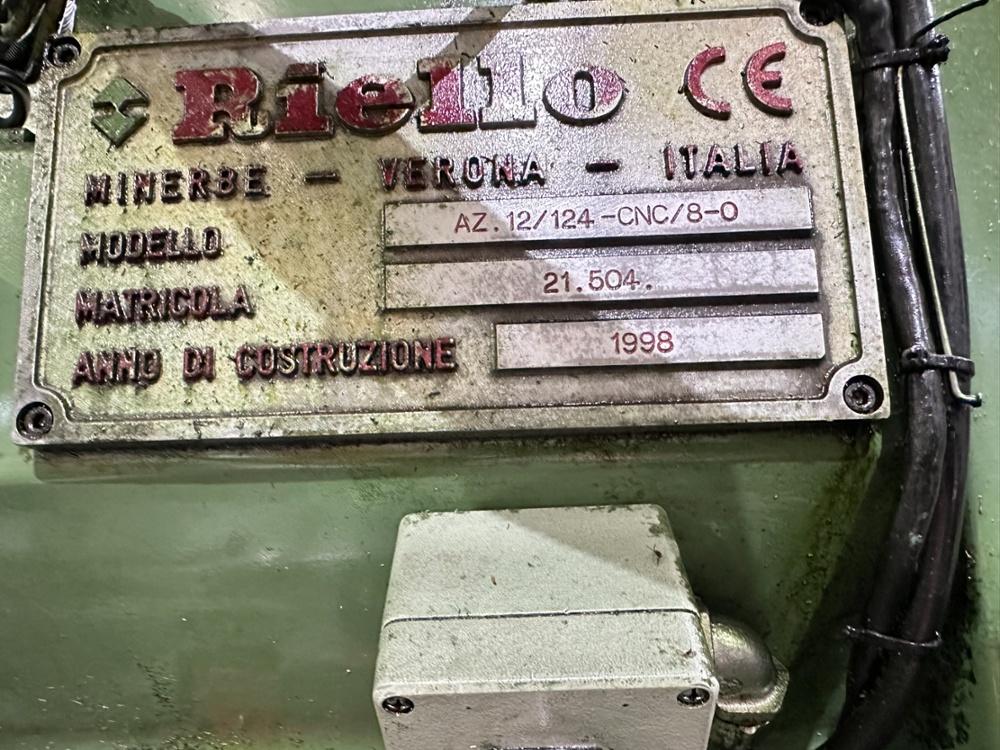 Riello CE
MINERBE - VERONA - ITALIA
MODELLO AZ.12/124-CNC/8-0
MATRICOLA 21.504.
ANNO DI COSTRUZIONE 1998